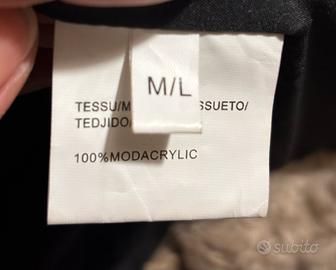 M/L
TESSU/M SSUETO/
TEDJIDO/
100%MODACRYLIC
subito